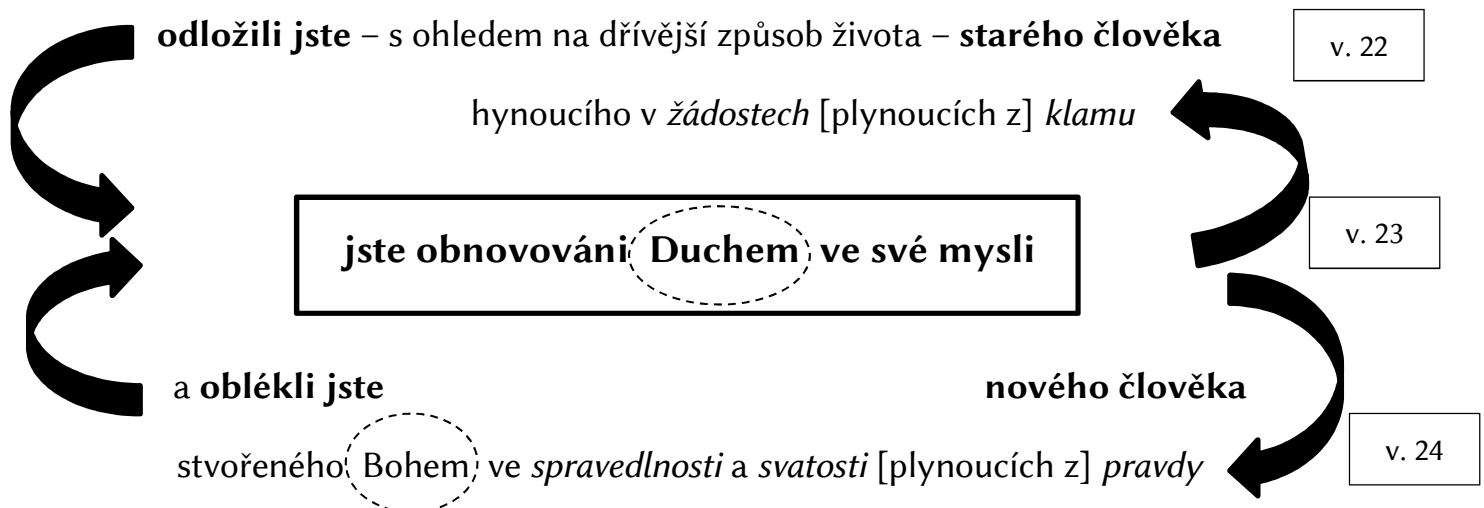 odložili jste – s ohledem na dřívější způsob života – starého člověka
v. 22
hynoucího v žádostech [plynoucích z] klamu
jste obnovováni Duchem ve své mysli
v. 23
a oblékli jste nového člověka
stvořeného Bohem ve spravedlnosti a svatosti [plynoucích z] pravdy
v. 24